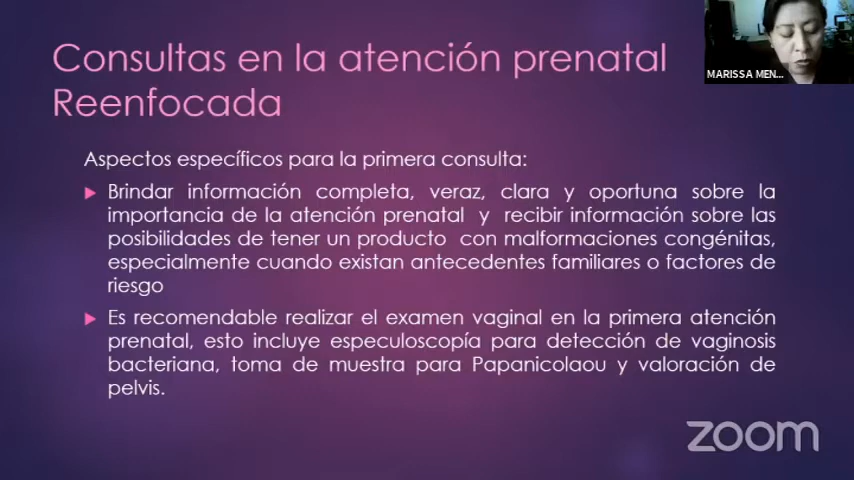 Consultas en la atención prenatal
Reenfocada
MARISSA MEN...
Aspectos específicos para la primera consulta:
Brindar información completa, veraz, clara y oportuna sobre la
importancia de la atención prenatal y recibir información sobre las
posibilidades de tener un producto con malformaciones congénitas,
especialmente cuando existan antecedentes familiares o factores de
riesgo
Es recomendable realizar el examen vaginal en la primera atención
prenatal, esto incluye especuloscopía para detección de vaginosis
bacteriana, toma de muestra para Papanicolaou y valoración de
pelvis.
zoom